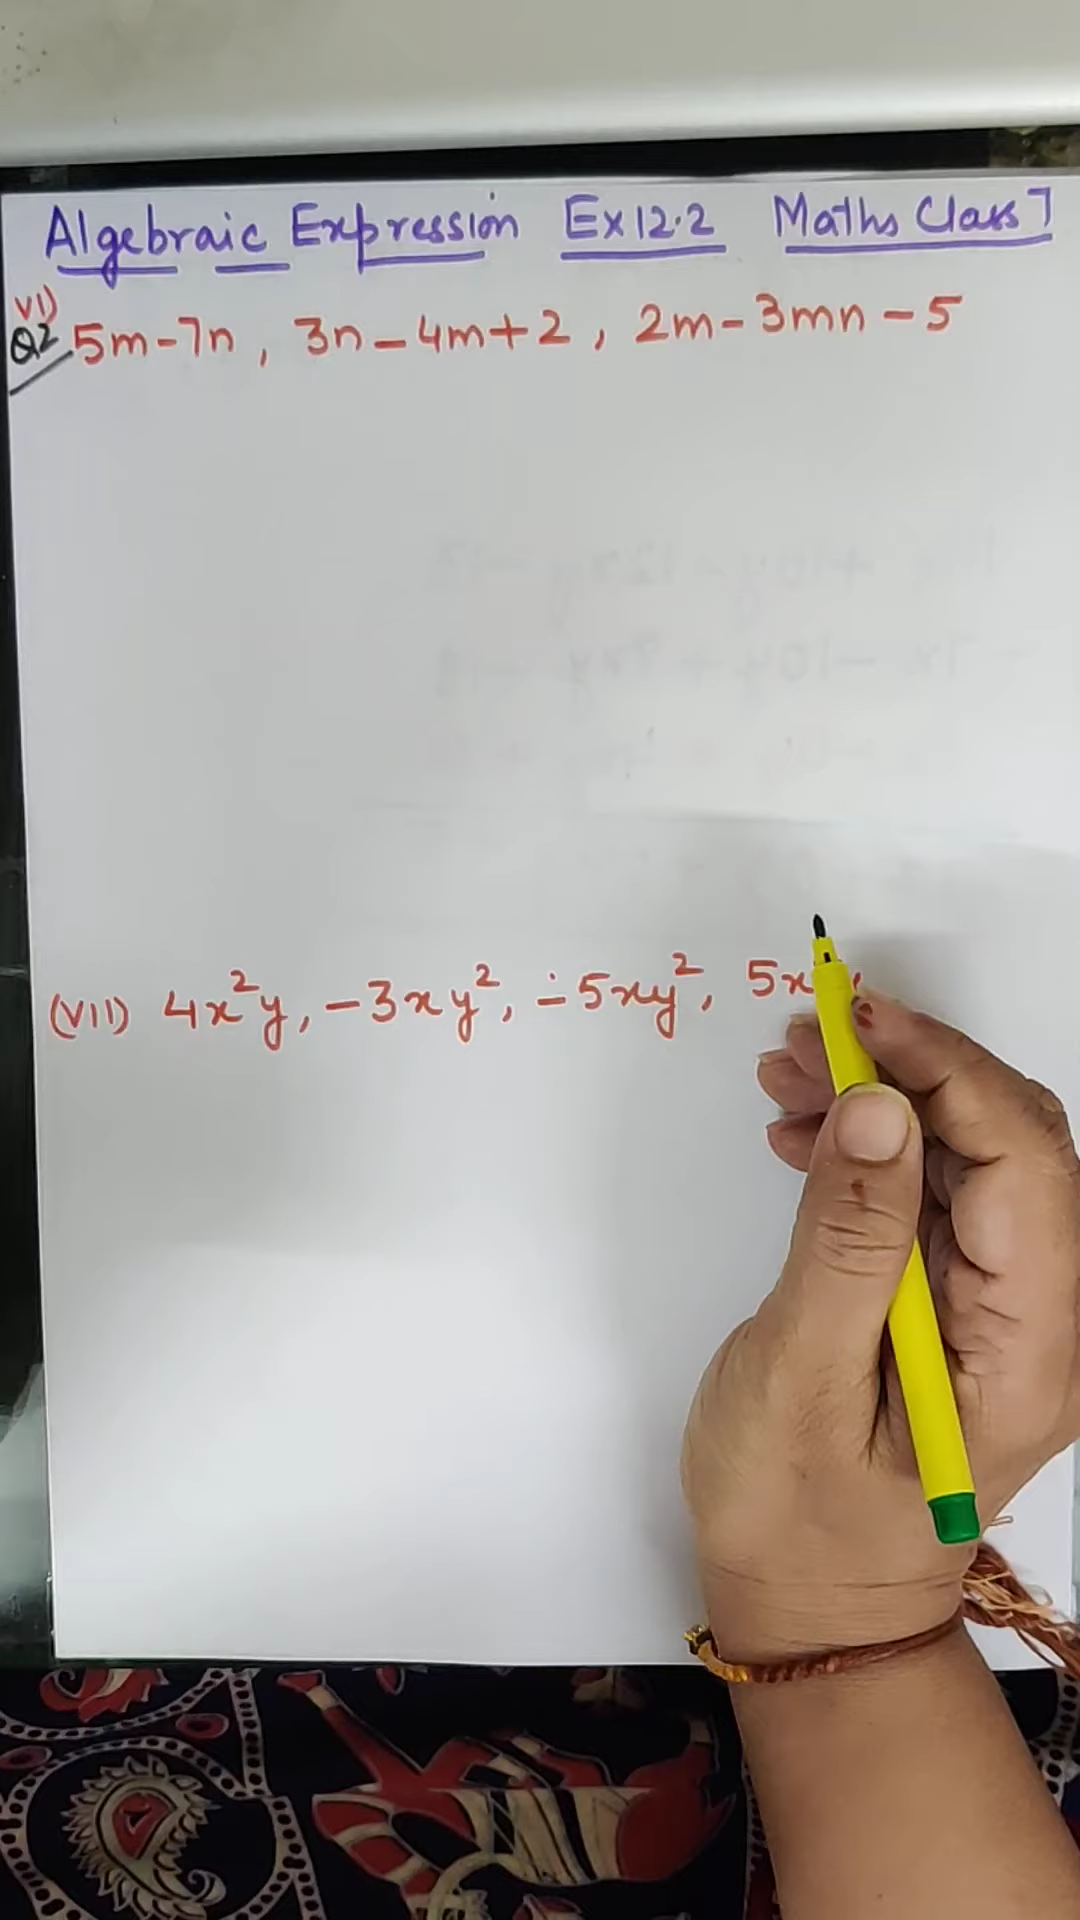 Algebraic Expression Ex 12.2 Maths Class 7
VI)
Q2 5m-7n, 3n-4m+2, 2m-3mn-5
(VII) 4x²y, -3xy², -5xy², 5x